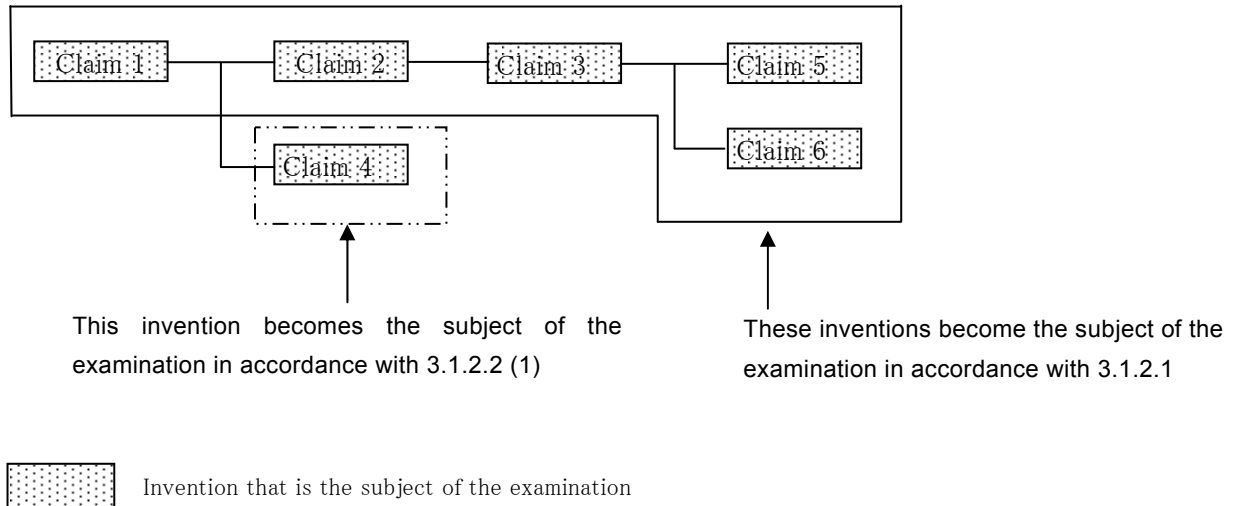 Claim 1
Claim 2
Claim 3
Claim 5
Claim 4
Claim 6
This invention becomes the subject of the
examination in accordance with 3.1.2.2 (1)
These inventions become the subject of the
examination in accordance with 3.1.2.1
Invention that is the subject of the examination